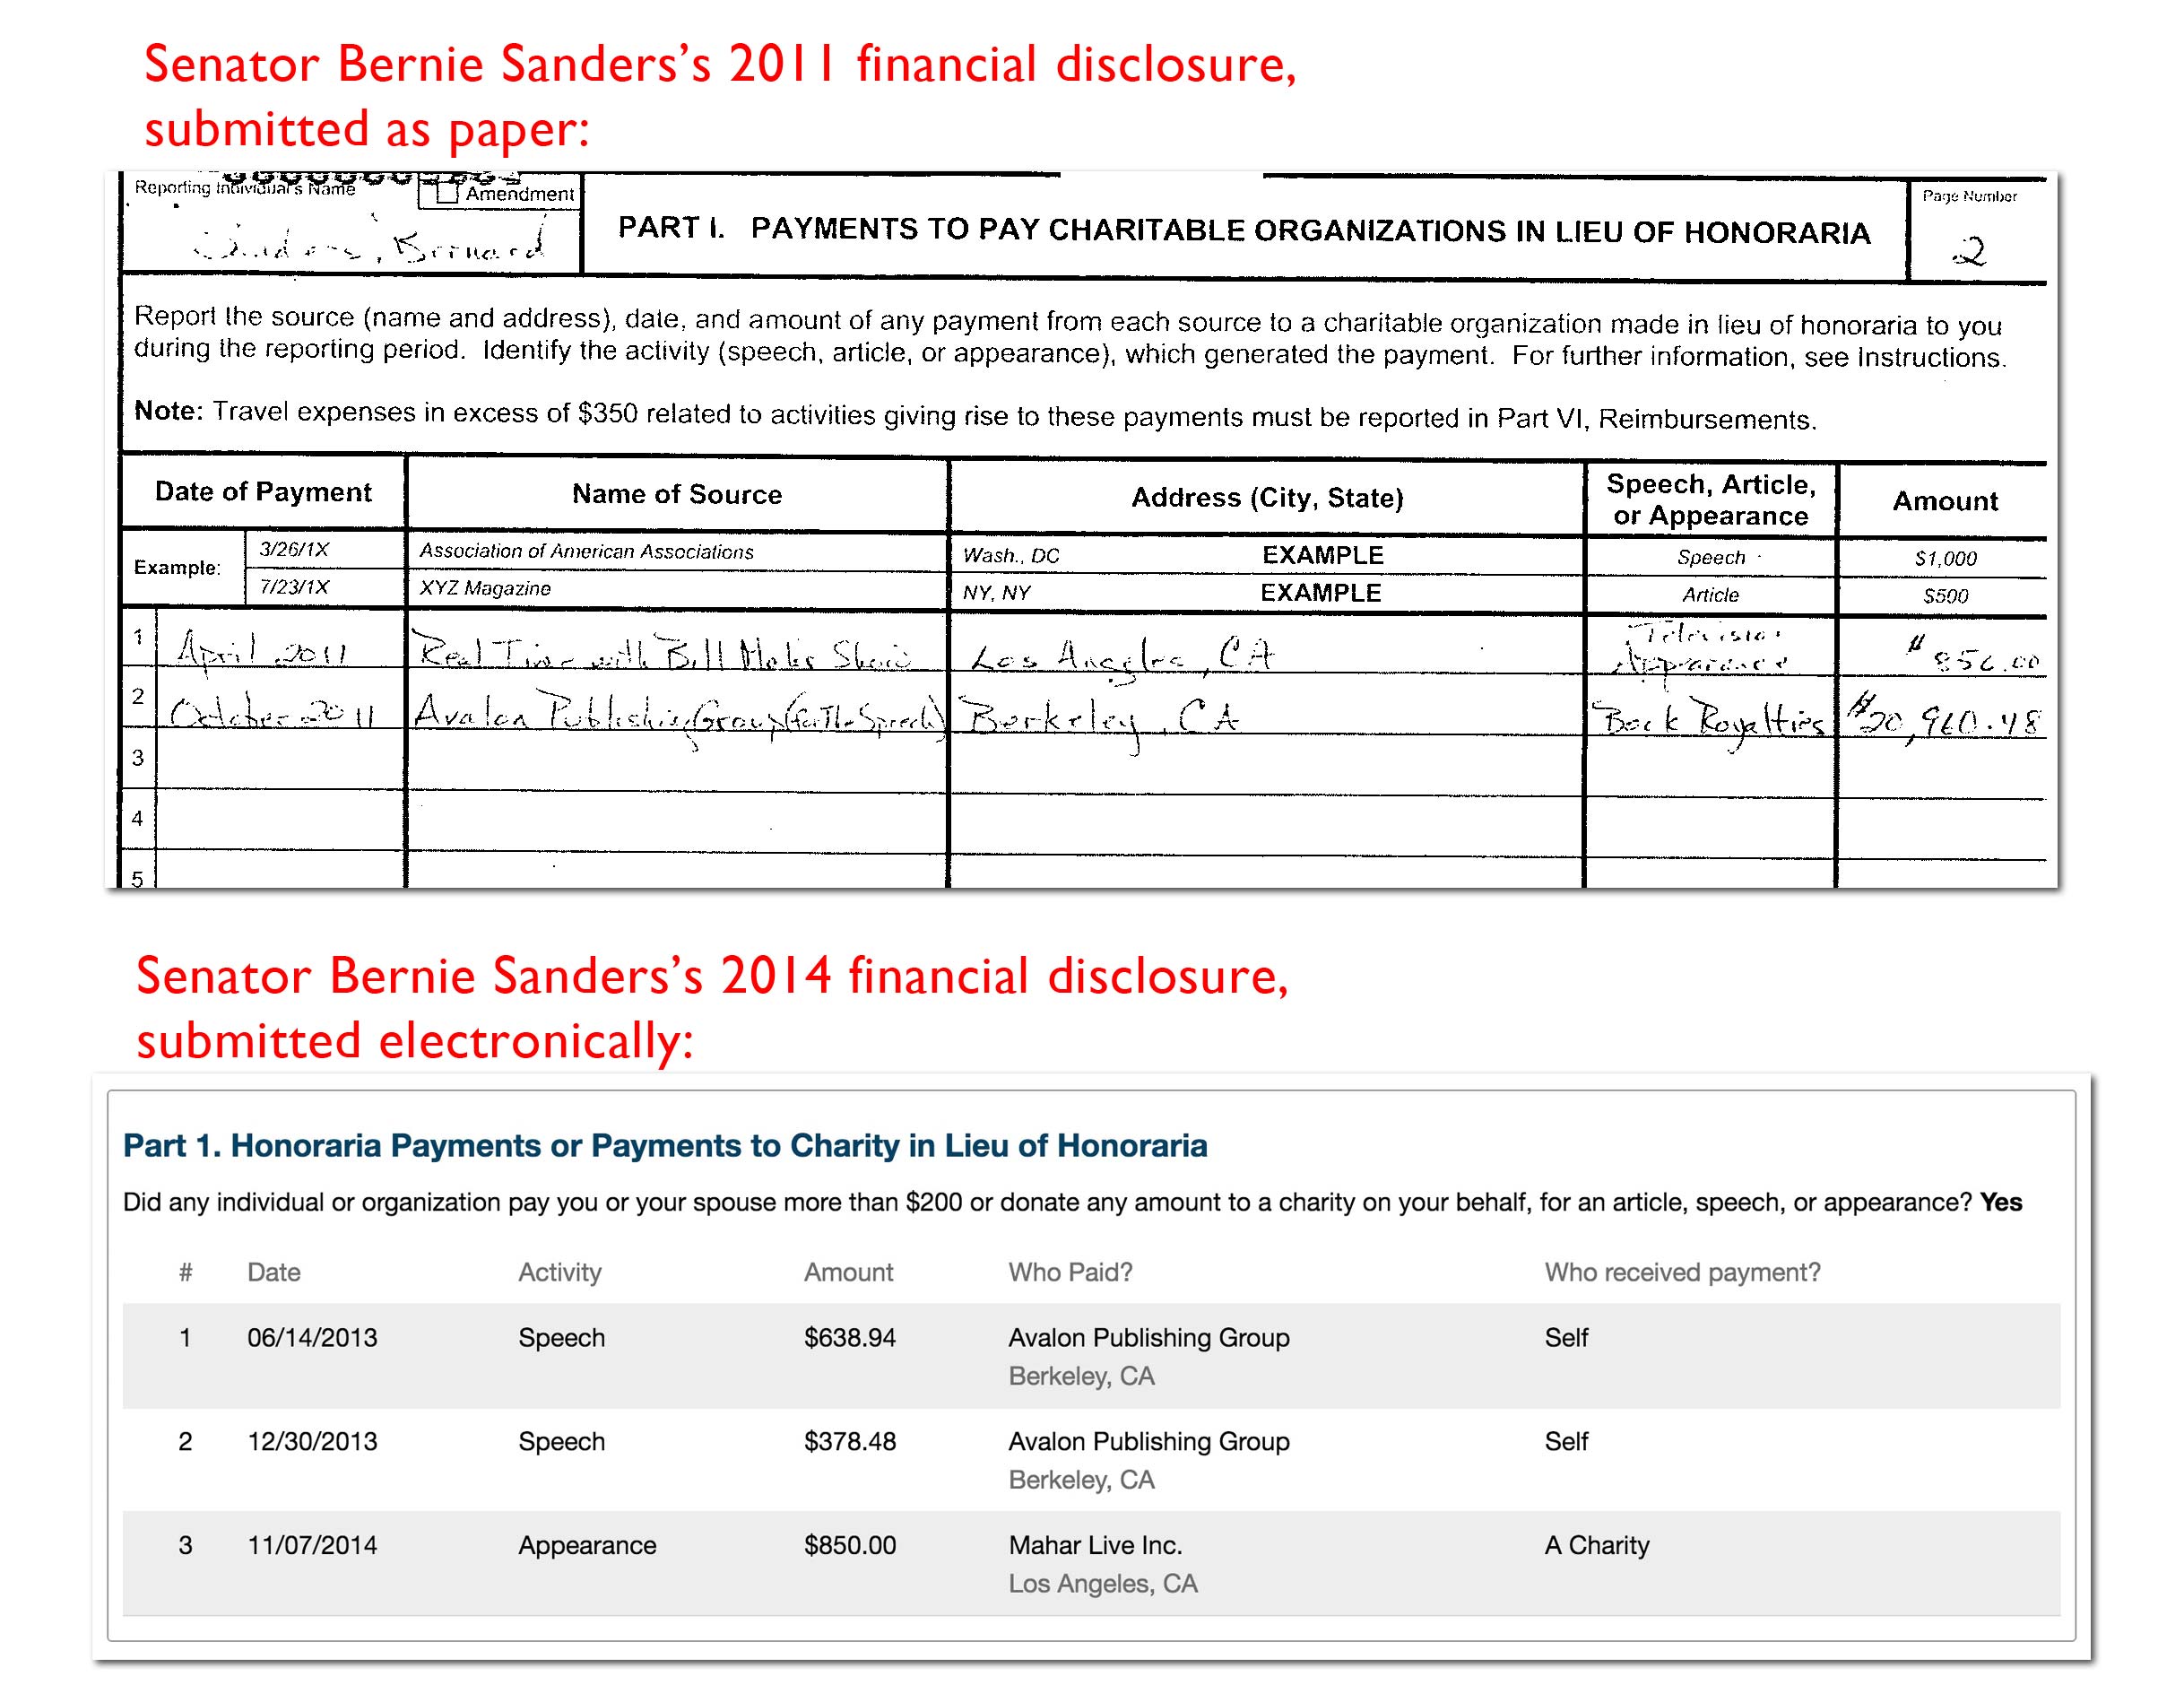 Senator Bernie Sanders’s 2011 financial disclosure,
submitted as paper:
Reporting Individual's Name
Amendment
Sanders, Bernard
PART I. PAYMENTS TO PAY CHARITABLE ORGANIZATIONS IN LIEU OF HONORARIA
Page Number
2
Report the source (name and address), date, and amount of any payment from each source to a charitable organization made in lieu of honoraria to you
during the reporting period. Identify the activity (speech, article, or appearance), which generated the payment. For further information, see Instructions.
Note: Travel expenses in excess of $350 related to activities giving rise to these payments must be reported in Part VI, Reimbursements.
Date of Payment Name of Source Address (City, State) Speech, Article, or Appearance Amount
Example: 3/26/1X Association of American Associations Wash., DC EXAMPLE Speech $1,000
7/23/1X XYZ Magazine NY, NY EXAMPLE Article $500
1 April 2011 Real Time with Bill Maher Show Los Angeles, CA Television Appearance $
2 October 2011 Avalon Publishing Group (for The Speech) Berkeley, CA Book Royalties
3
4
5
Senator Bernie Sanders’s 2014 financial disclosure,
submitted electronically:
Part 1. Honoraria Payments or Payments to Charity in Lieu of Honoraria
Did any individual or organization pay you or your spouse more than $200 or donate any amount to a charity on your behalf, for an article, speech, or appearance? Yes
# Date Activity Amount Who Paid? Who received payment?
1 06/14/2013 Speech $638.94 Avalon Publishing Group Self
Berkeley, CA
2 12/30/2013 Speech $378.48 Avalon Publishing Group Self
Berkeley, CA
3 11/07/2014 Appearance $850.00 Mahar Live Inc. A Charity
Los Angeles, CA